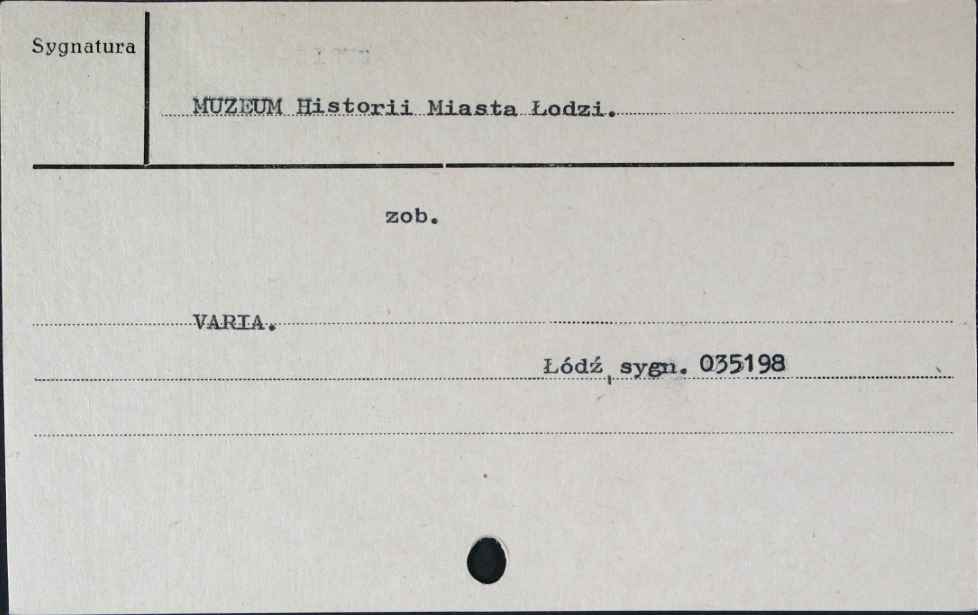 Sygnatura
MUZEUM Historii Miasta Łodzi.
zob.
VARIA.
Łódź, sygn. 035198